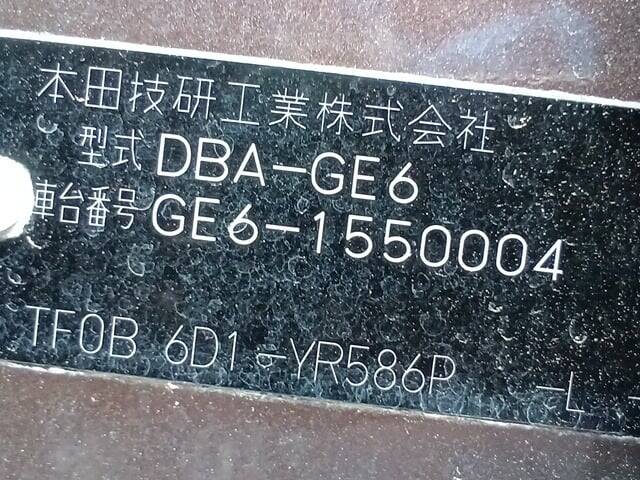 本田技研工業株式会社
型式 DBA-GE6
車台番号 GE6-1550004
TF0B 6D1 -YR586P -L -